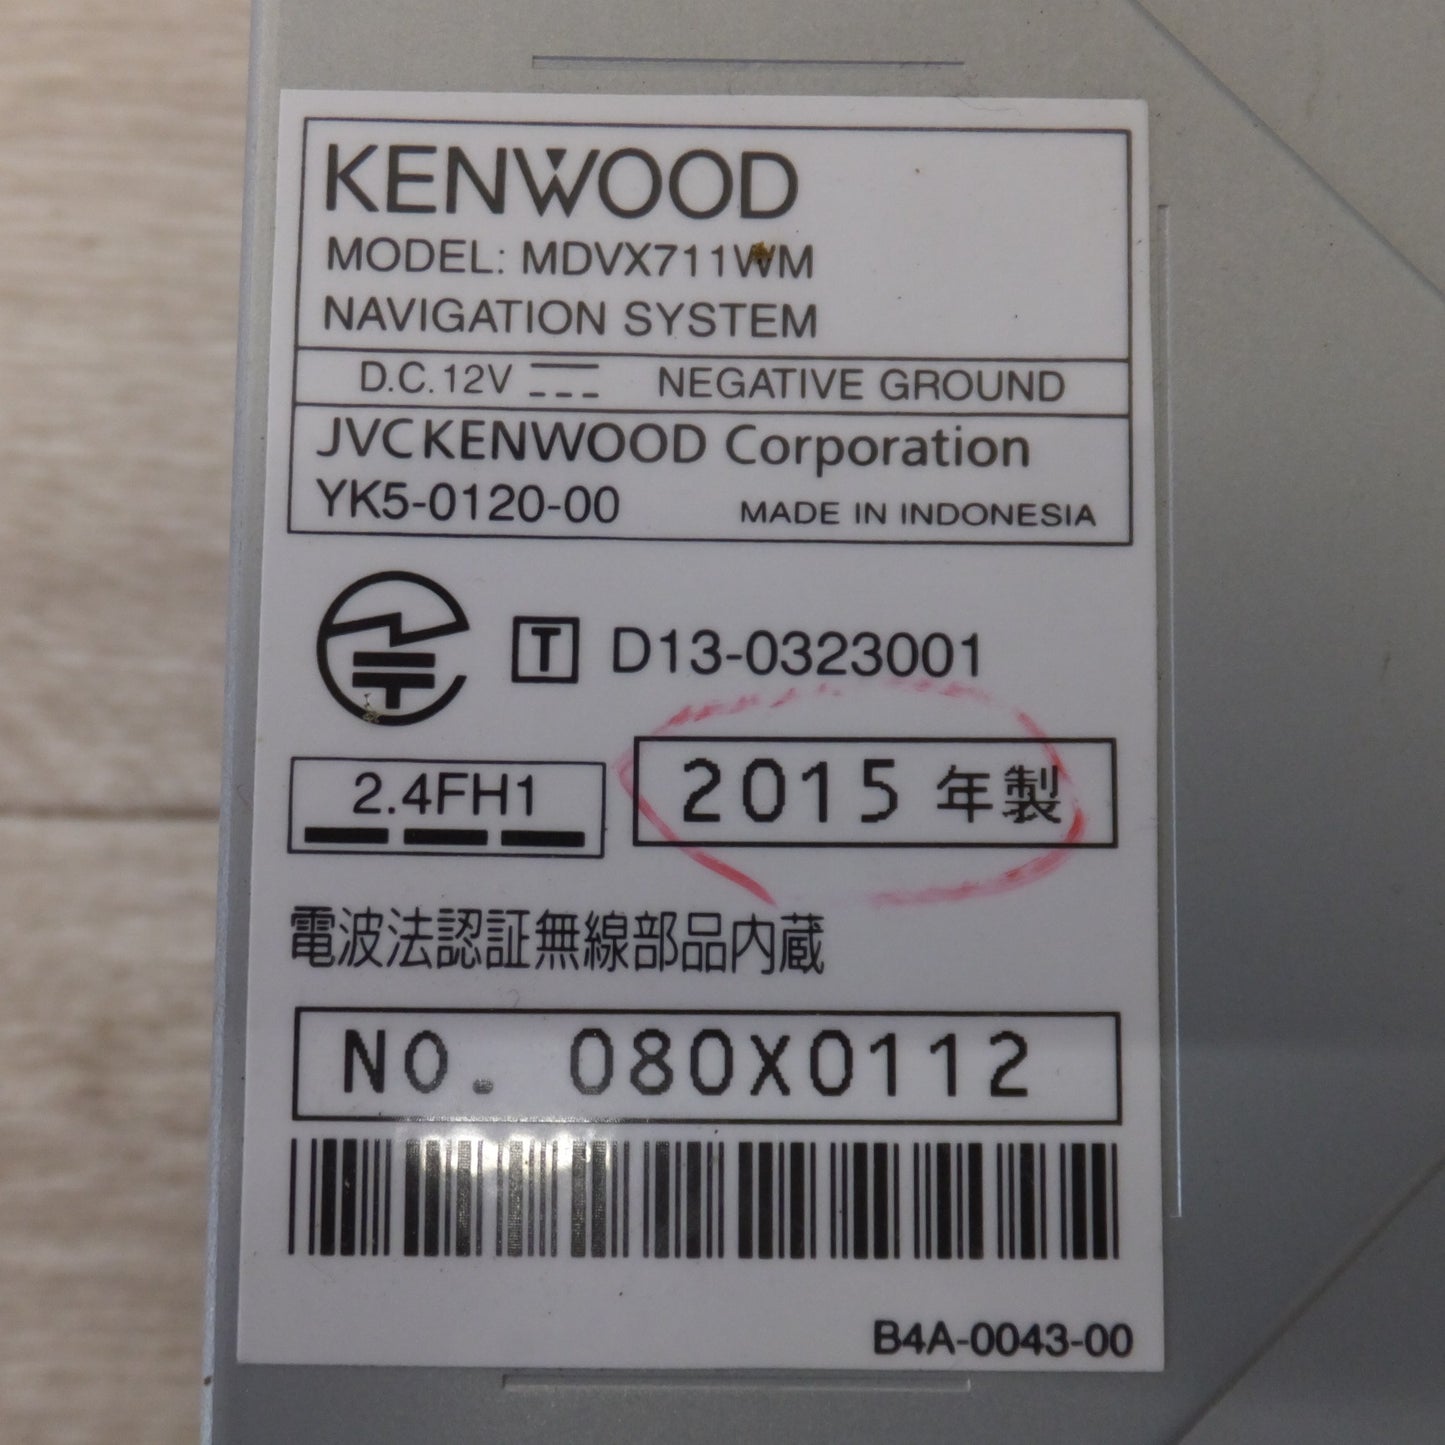 KENWOOD
MODEL: MDVX711WM
NAVIGATION SYSTEM
D.C.12V NEGATIVE GROUND
JVCKENWOOD Corporation
YK5-0120-00 MADE IN INDONESIA
T D13-0323001
2.4FH1
2015 年製
電波法認証無線部品内蔵
NO. 080X0112
B4A-0043-00